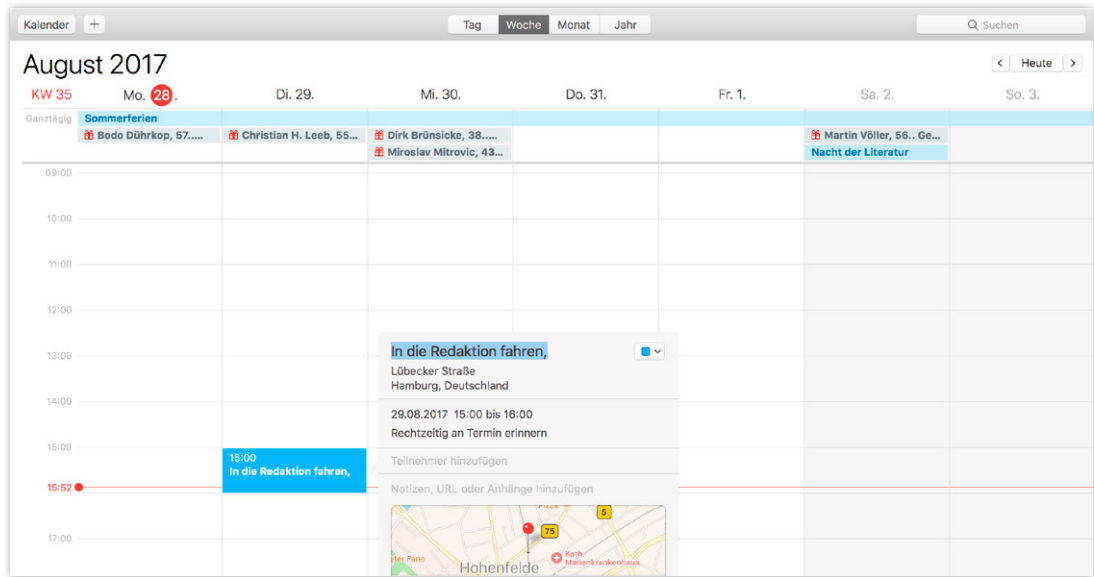 Kalender +
Tag Woche Monat Jahr
Suchen
August 2017
< Heute >
KW 35 Mo. 28. Di. 29. Mi. 30. Do. 31. Fr. 1. Sa. 2. So. 3.
Ganztägig Sommerferien
Bodo Dührkop, 57..... Christian H. Leeb, 55... Dirk Brünsicke, 38..... Martin Völler, 56.. Ge...
Miroslav Mitrovic, 43... Nacht der Literatur
09:00
10:00
11:00
12:00
13:00
14:00
15:00
15:52
17:00
15:00
In die Redaktion fahren,
In die Redaktion fahren,
Lübecker Straße
Hamburg, Deutschland
29.08.2017 15:00 bis 16:00
Rechtzeitig an Termin erinnern
Teilnehmer hinzufügen
Notizen, URL oder Anhänge hinzufügen
5
75
Kath.
Marienkrankenhaus
Hohenfelde